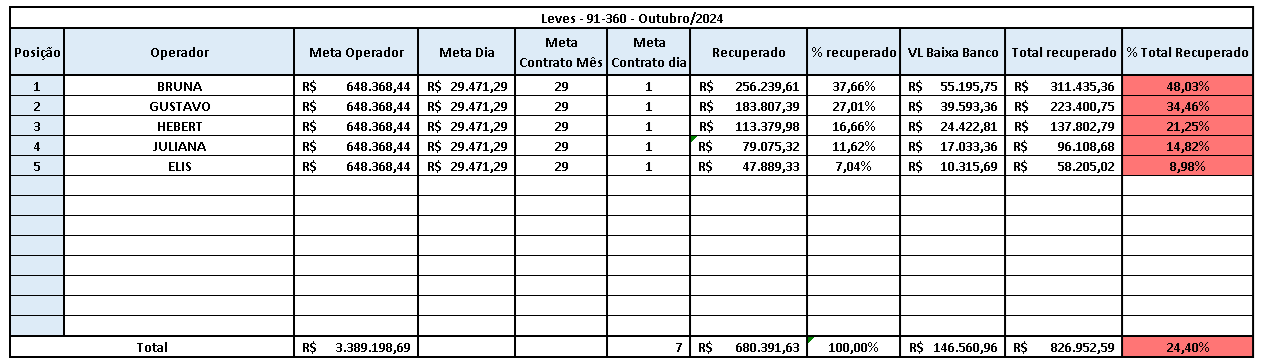 Leves - 91-360 - Outubro/2024
Posição Operador Meta Operador Meta Dia Meta Contrato Mês Meta Contrato dia Recuperado % recuperado VL Baixa Banco Total recuperado % Total Recuperado
1 BRUNA R$ 648.368,44 R$ 29.471,29 29 1 R$ 256.239,61 37,66% R$ 55.195,75 R$ 311.435,36 48,03%
2 GUSTAVO R$ 648.368,44 R$ 29.471,29 29 1 R$ 183.807,39 27,01% R$ 39.593,36 R$ 223.400,75 34,46%
3 HEBERT R$ 648.368,44 R$ 29.471,29 29 1 R$ 113.379,98 16,66% R$ 24.422,81 R$ 137.802,79 21,25%
4 JULIANA R$ 648.368,44 R$ 29.471,29 29 1 R$ 79.075,32 11,62% R$ 17.033,36 R$ 96.108,68 14,82%
5 ELIS R$ 648.368,44 R$ 29.471,29 29 1 R$ 47.889,33 7,04% R$ 10.315,69 R$ 58.205,02 8,98%
Total R$ 3.389.198,69 7 R$ 680.391,63 100,00% R$ 146.560,96 R$ 826.952,59 24,40%